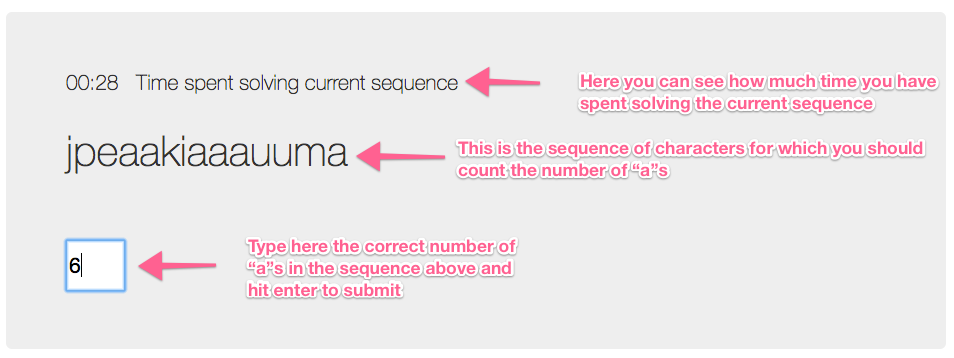 00:28 Time spent solving current sequence
Here you can see how much time you have
spent solving the current sequence
jpeaakiaaauuma
This is the sequence of characters for which you should
count the number of “a”s
6
Type here the correct number of
“a”s in the sequence above and
hit enter to submit